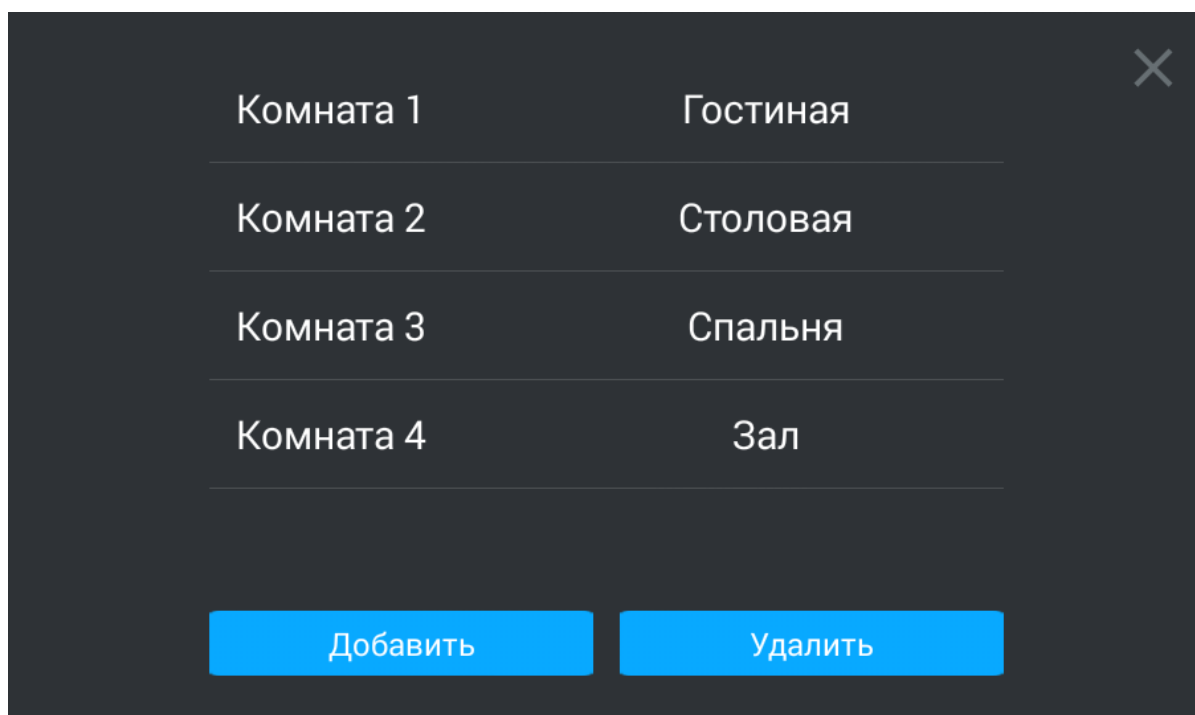 Комната 1 Гостиная
Комната 2 Столовая
Комната 3 Спальня
Комната 4 Зал
Добавить Удалить